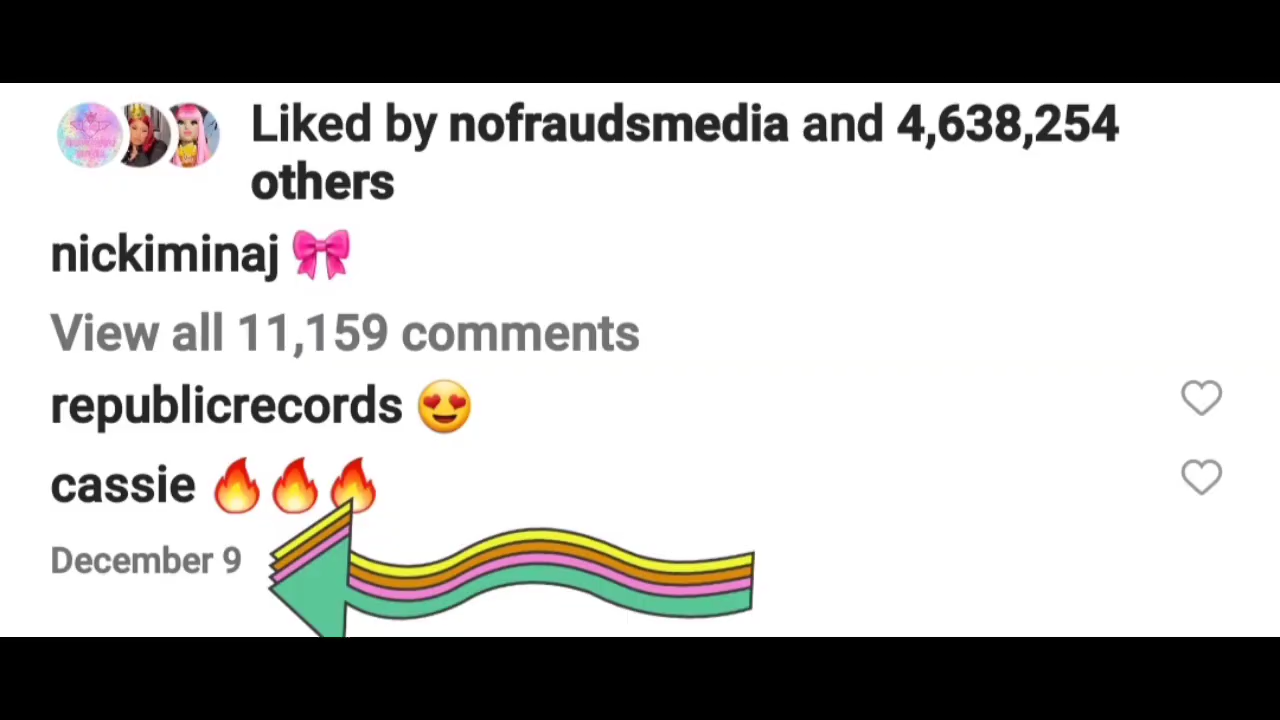 Liked by nofraudsmedia and 4,638,254
others
nickiminaj 🎀
View all 11,159 comments
republicrecords 😍
cassie 🔥🔥🔥
December 9